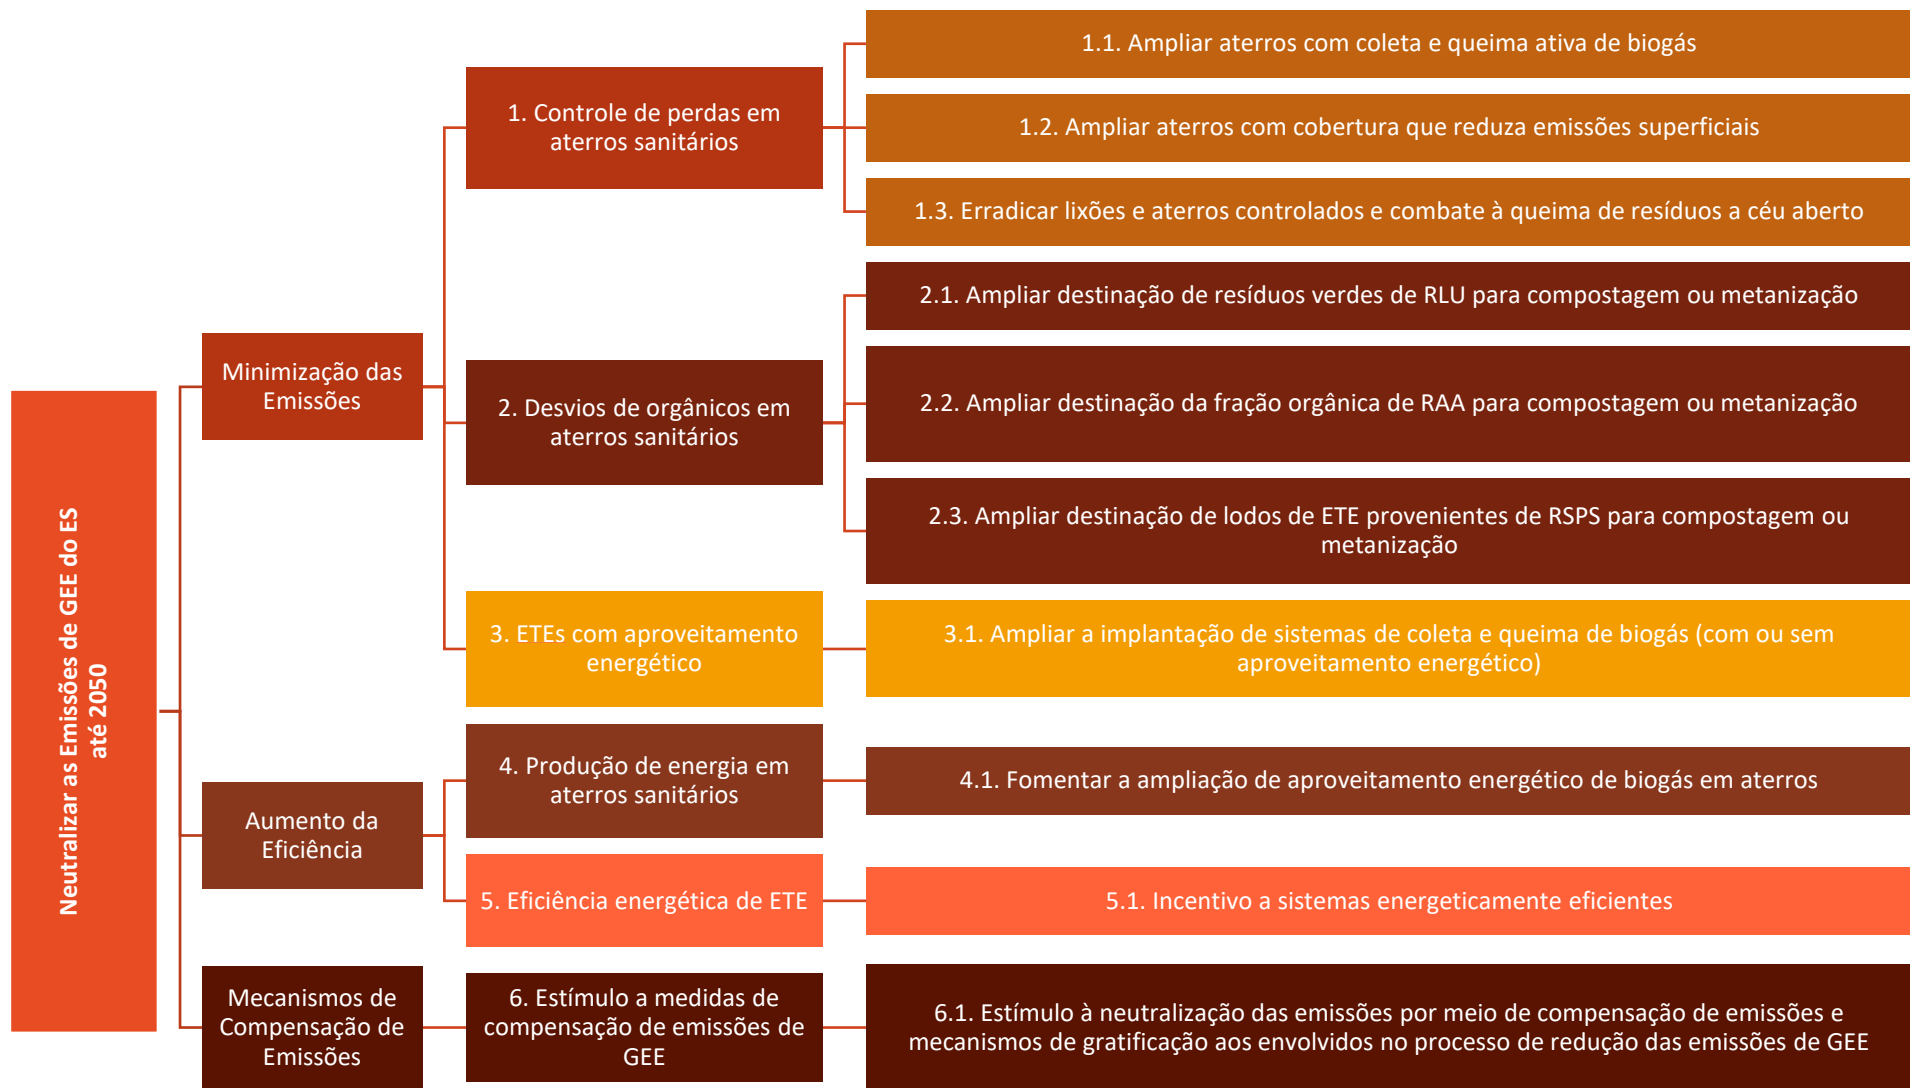 Neutralizar as Emissões de GEE do ES
até 2050
Minimização das
Emissões
1. Controle de perdas em
aterros sanitários
1.1. Ampliar aterros com coleta e queima ativa de biogás
1.2. Ampliar aterros com cobertura que reduza emissões superficiais
1.3. Erradicar lixões e aterros controlados e combate à queima de resíduos a céu aberto
2. Desvios de orgânicos em
aterros sanitários
2.1. Ampliar destinação de resíduos verdes de RLU para compostagem ou metanização
2.2. Ampliar destinação da fração orgânica de RAA para compostagem ou metanização
2.3. Ampliar destinação de lodos de ETE provenientes de RSPS para compostagem ou
metanização
3. ETEs com aproveitamento
energético
3.1. Ampliar a implantação de sistemas de coleta e queima de biogás (com ou sem
aproveitamento energético)
Aumento da
Eficiência
4. Produção de energia em
aterros sanitários
4.1. Fomentar a ampliação de aproveitamento energético de biogás em aterros
5. Eficiência energética de ETE
5.1. Incentivo a sistemas energeticamente eficientes
Mecanismos de
Compensação de
Emissões
6. Estímulo a medidas de
compensação de emissões de
GEE
6.1. Estímulo à neutralização das emissões por meio de compensação de emissões e
mecanismos de gratificação aos envolvidos no processo de redução das emissões de GEE